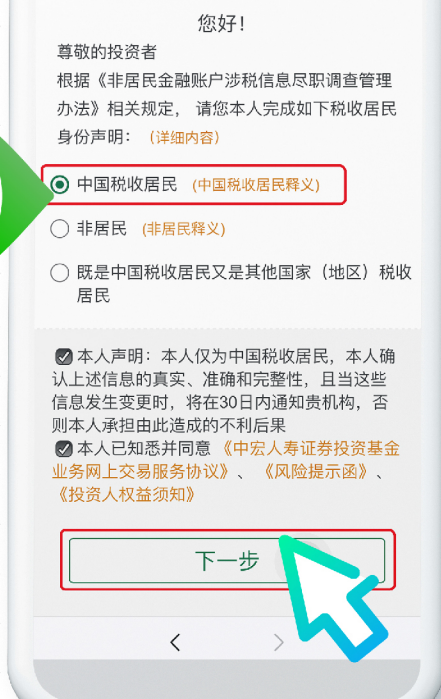 您好！
尊敬的投资者
根据《非居民金融账户涉税信息尽职调查管理
办法》相关规定，请您本人完成如下税收居民
身份声明：（详细内容）
中国税收居民 (中国税收居民释义)
非居民 (非居民释义)
既是中国税收居民又是其他国家（地区）税收
居民
本人声明：本人仅为中国税收居民，本人确
认上述信息的真实、准确和完整性，且当这些
信息发生变更时，将在30日内通知贵机构，否
则本人承担由此造成的不利后果
本人已知悉并同意《中宏人寿证券投资基金
业务网上交易服务协议》、《风险提示函》、
《投资人权益须知》
下一步